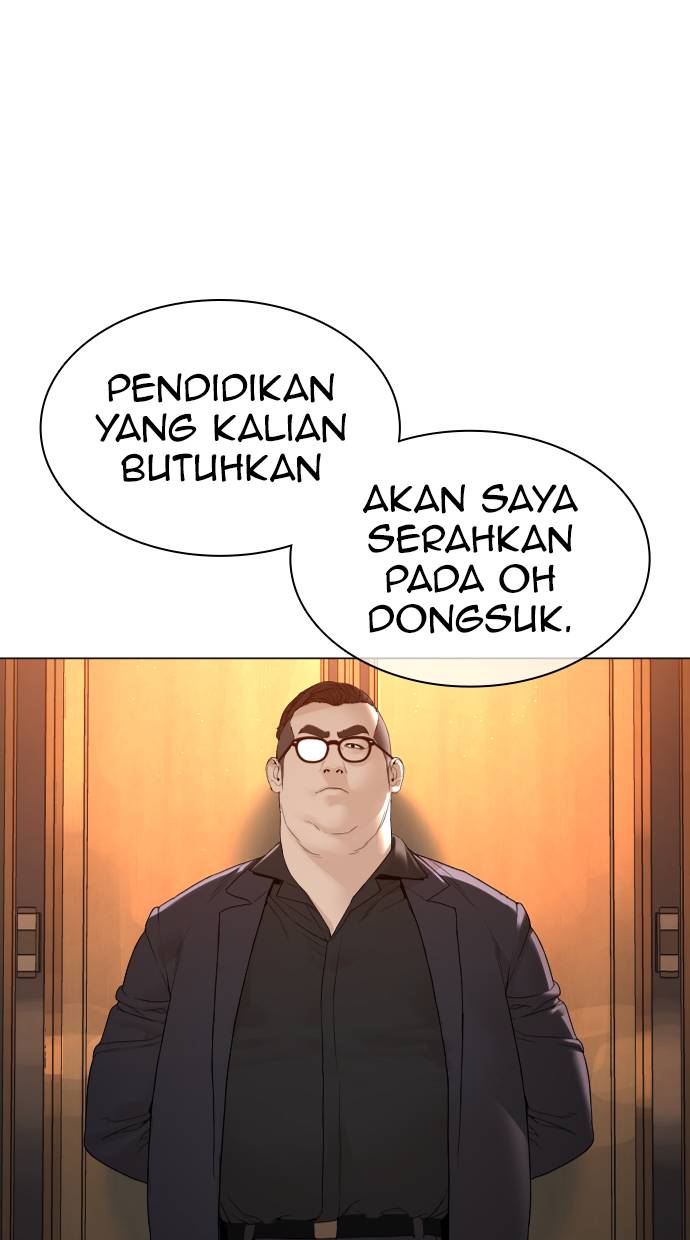 PENDIDIKAN
YANG KALIAN
BUTUHKAN
AKAN SAYA
SERAHKAN
PADA OH
DONGSUK.